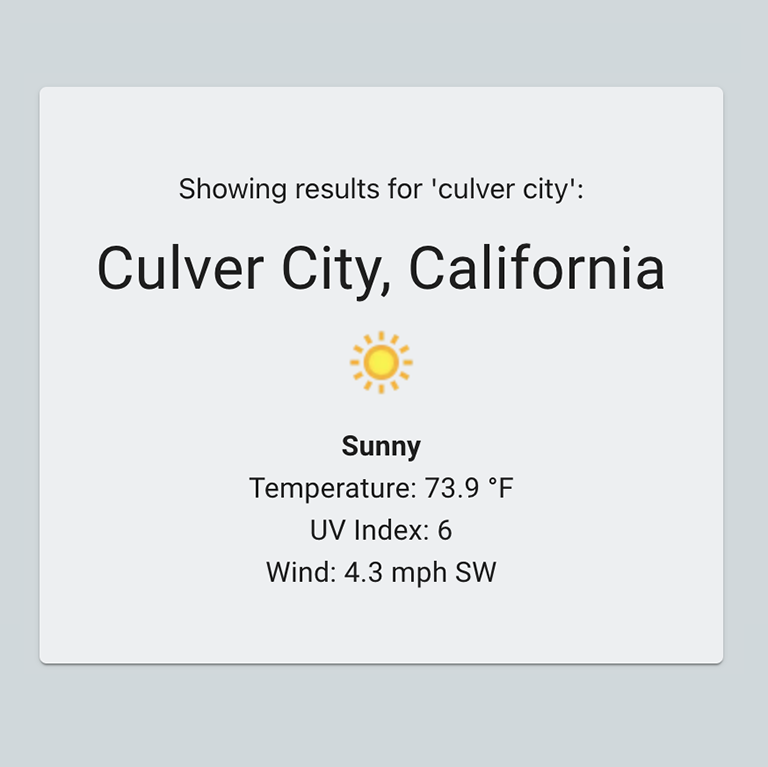 Showing results for 'culver city':
Culver City, California
Sunny
Temperature: 73.9 °F
UV Index: 6
Wind: 4.3 mph SW